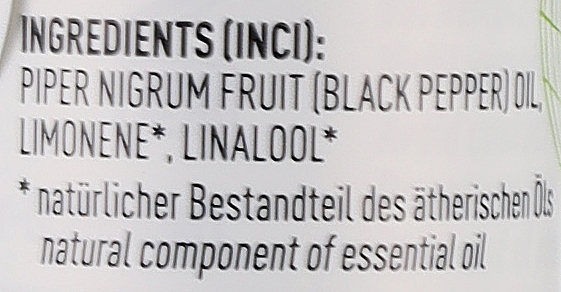 INGREDIENTS (INCI):
PIPER NIGRUM FRUIT (BLACK PEPPER) OIL,
LIMONENE*, LINALOOL*
* natürlicher Bestandteil des ätherischen Öls
natural component of essential oil